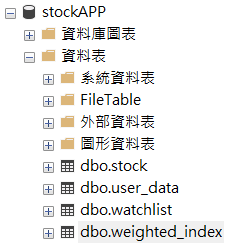 stockAPP
資料庫圖表
資料表
系統資料表
FileTable
外部資料表
圖形資料表
dbo.stock
dbo.user_data
dbo.watchlist
dbo.weighted_index